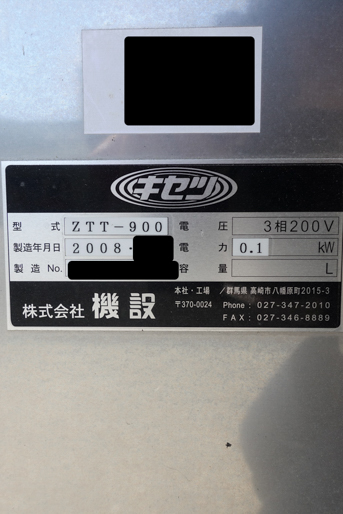 キセツ
型 式 ZTT-900 電 圧 3相200V
製造年月日 2008・ 電 力 0.1 kW
製造 No. 容 量 L
本社・工場 /群馬県 高崎市八幡原町2015-3
株式会社 機設 〒370-0024 Phone : 027-347-2010
FAX : 027-346-8889